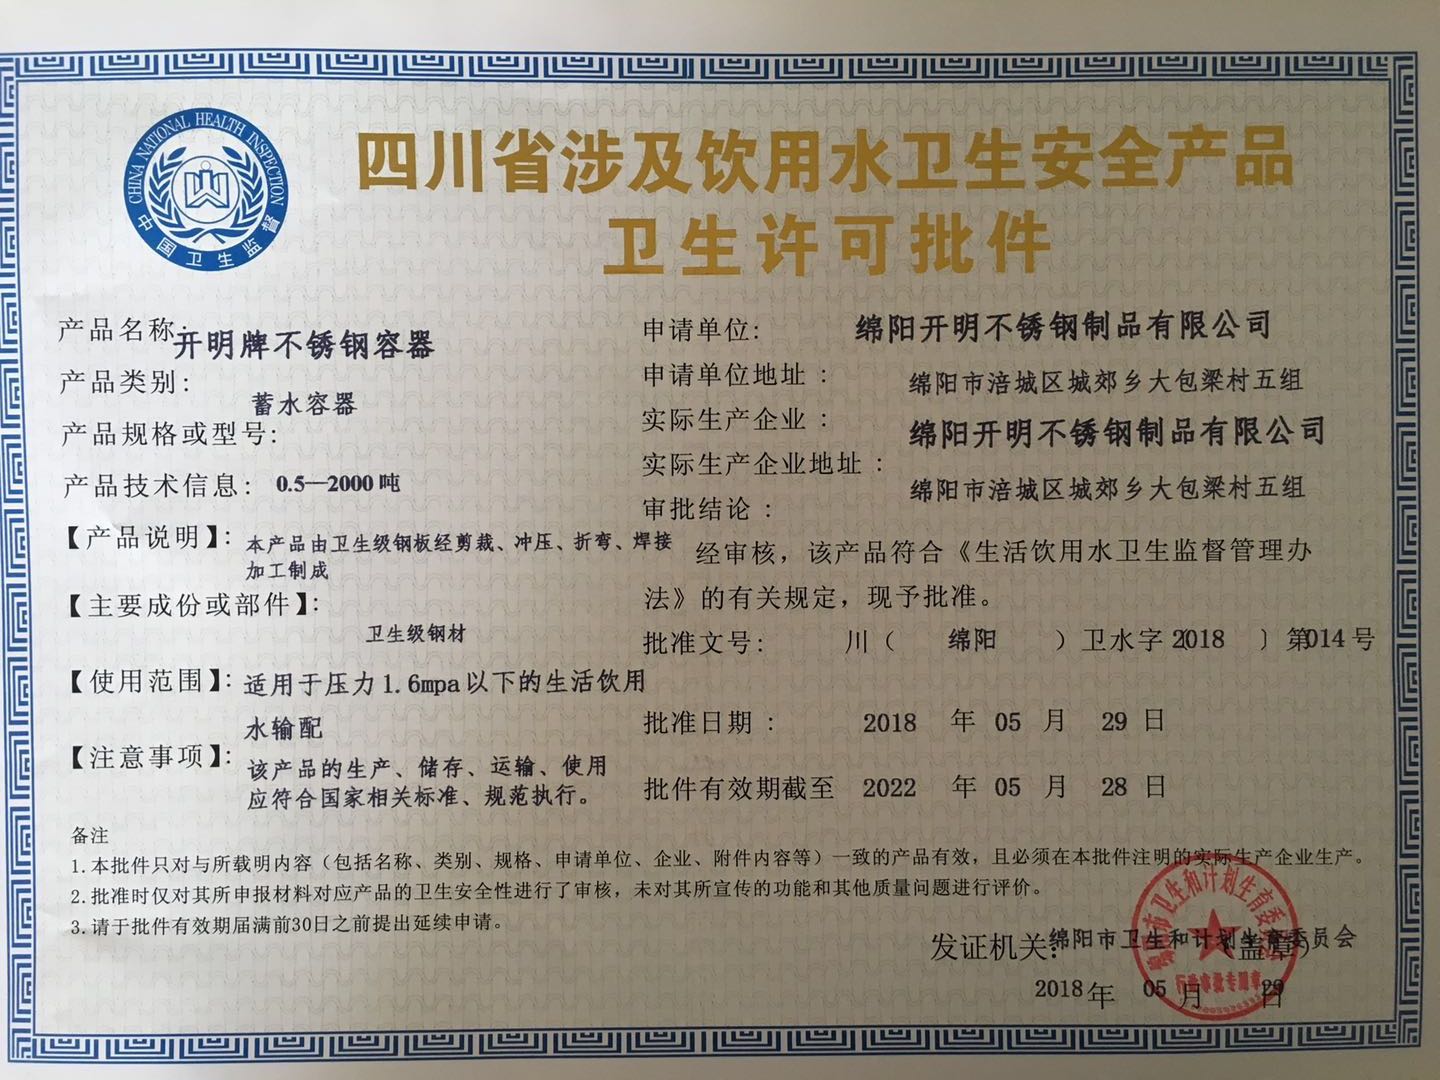 CHINA NATIONAL HEALTH INSPECTION
中国卫生监督
四川省涉及饮用水卫生安全产品
卫生许可批件
产品名称:
开明牌不锈钢容器
产品类别:
蓄水容器
产品规格或型号:
产品技术信息: 0.5—2000吨
【产品说明】: 本产品由卫生级钢板经剪裁、冲压、折弯、焊接
加工制成
【主要成份或部件】:
卫生级钢材
【使用范围】: 适用于压力1.6mpa以下的生活饮用
水输配
【注意事项】: 该产品的生产、储存、运输、使用
应符合国家相关标准、规范执行。
申请单位: 绵阳开明不锈钢制品有限公司
申请单位地址: 绵阳市涪城区城郊乡大包梁村五组
实际生产企业: 绵阳开明不锈钢制品有限公司
实际生产企业地址: 绵阳市涪城区城郊乡大包梁村五组
审批结论:
经审核，该产品符合《生活饮用水卫生监督管理办
法》的有关规定，现予批准。
批准文号: 川（ 绵阳 ）卫水字〔2018 〕第014号
批准日期: 2018 年 05 月 29 日
批件有效期截至 2022 年 05 月 28 日
备注
1.本批件只对与所载明内容（包括名称、类别、规格、申请单位、企业、附件内容等）一致的产品有效，且必须在本批件注明的实际生产企业生产。
2.批准时仅对其所申报材料对应产品的卫生安全性进行了审核，未对其所宣传的功能和其他质量问题进行评价。
3.请于批件有效期届满前30日之前提出延续申请。
发证机关: 绵阳市卫生和计划生育委员会（盖章）
2018年 05 月 29 日
绵阳市卫生和计划生育委员会
行政审批专用章